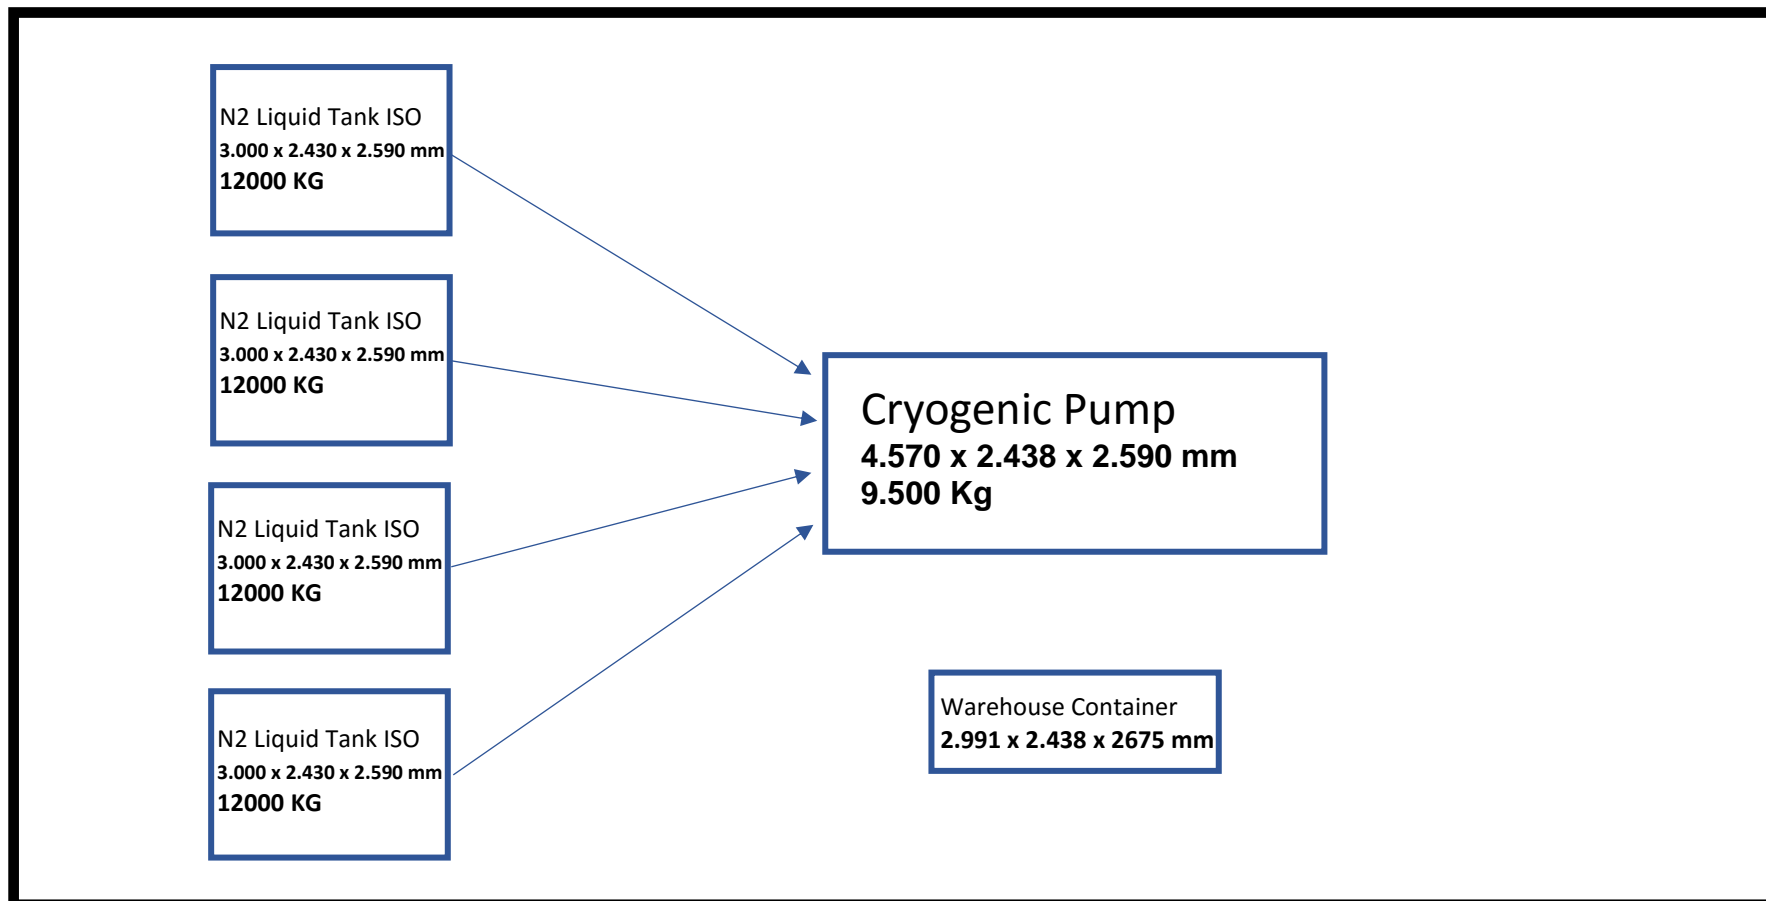 N2 Liquid Tank ISO
3.000 x 2.430 x 2.590 mm
12000 KG
N2 Liquid Tank ISO
3.000 x 2.430 x 2.590 mm
12000 KG
N2 Liquid Tank ISO
3.000 x 2.430 x 2.590 mm
12000 KG
N2 Liquid Tank ISO
3.000 x 2.430 x 2.590 mm
12000 KG
Cryogenic Pump
4.570 x 2.438 x 2.590 mm
9.500 Kg
Warehouse Container
2.991 x 2.438 x 2675 mm